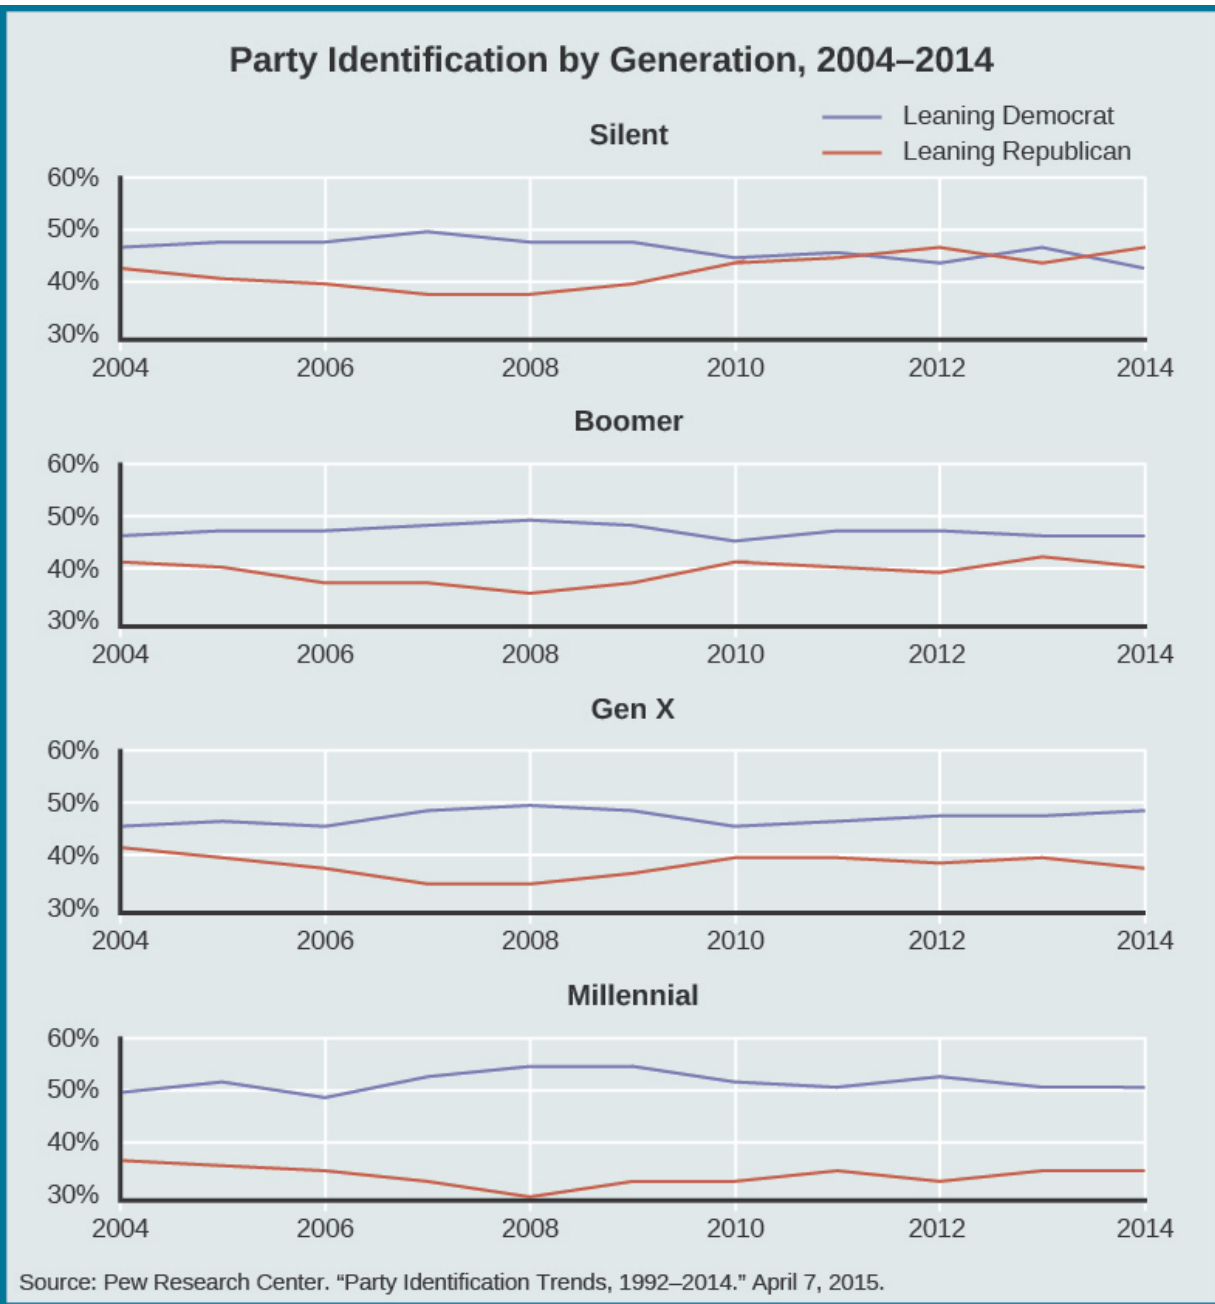 Party Identification by Generation, 2004–2014
Leaning Democrat
Leaning Republican
Silent
60%
50%
40%
30%
2004 2006 2008 2010 2012 2014
Boomer
60%
50%
40%
30%
2004 2006 2008 2010 2012 2014
Gen X
60%
50%
40%
30%
2004 2006 2008 2010 2012 2014
Millennial
60%
50%
40%
30%
2004 2006 2008 2010 2012 2014
Source: Pew Research Center. “Party Identification Trends, 1992–2014.” April 7, 2015.